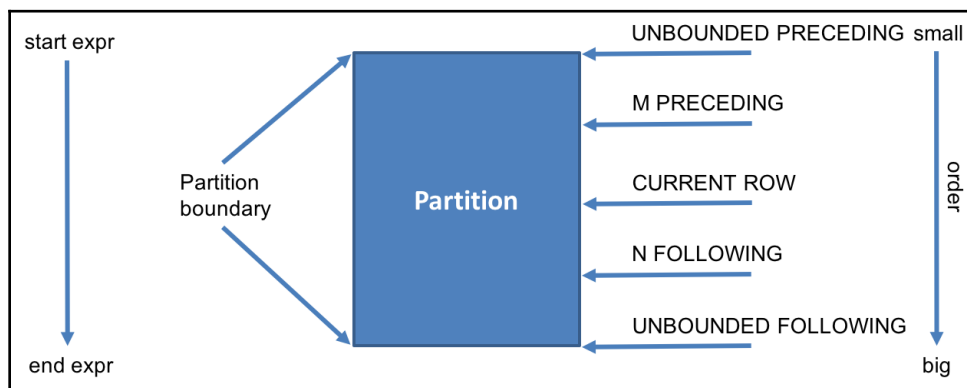 start expr
end expr
Partition
boundary
Partition
UNBOUNDED PRECEDING
M PRECEDING
CURRENT ROW
N FOLLOWING
UNBOUNDED FOLLOWING
small
order
big